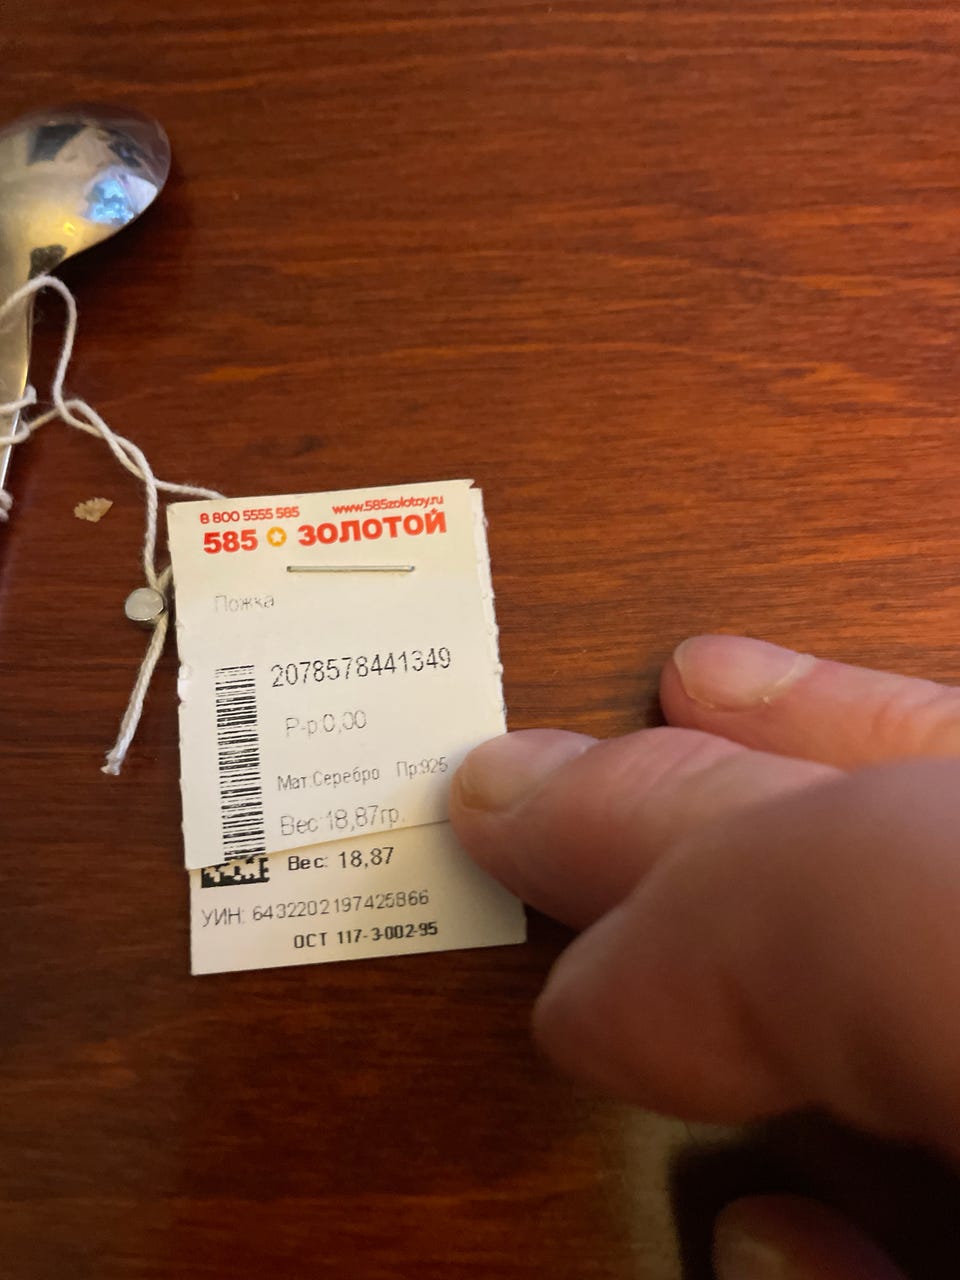 8 800 5555 585 www.585zolotoy.ru
585 ЗОЛОТОЙ
Ложка
2078578441349
Р-р:0,00
Мат:Серебро Пр:925
Вес:18,87гр.
Вес: 18,87
УИН: 6432202197425866
ОСТ 117-3-002-95